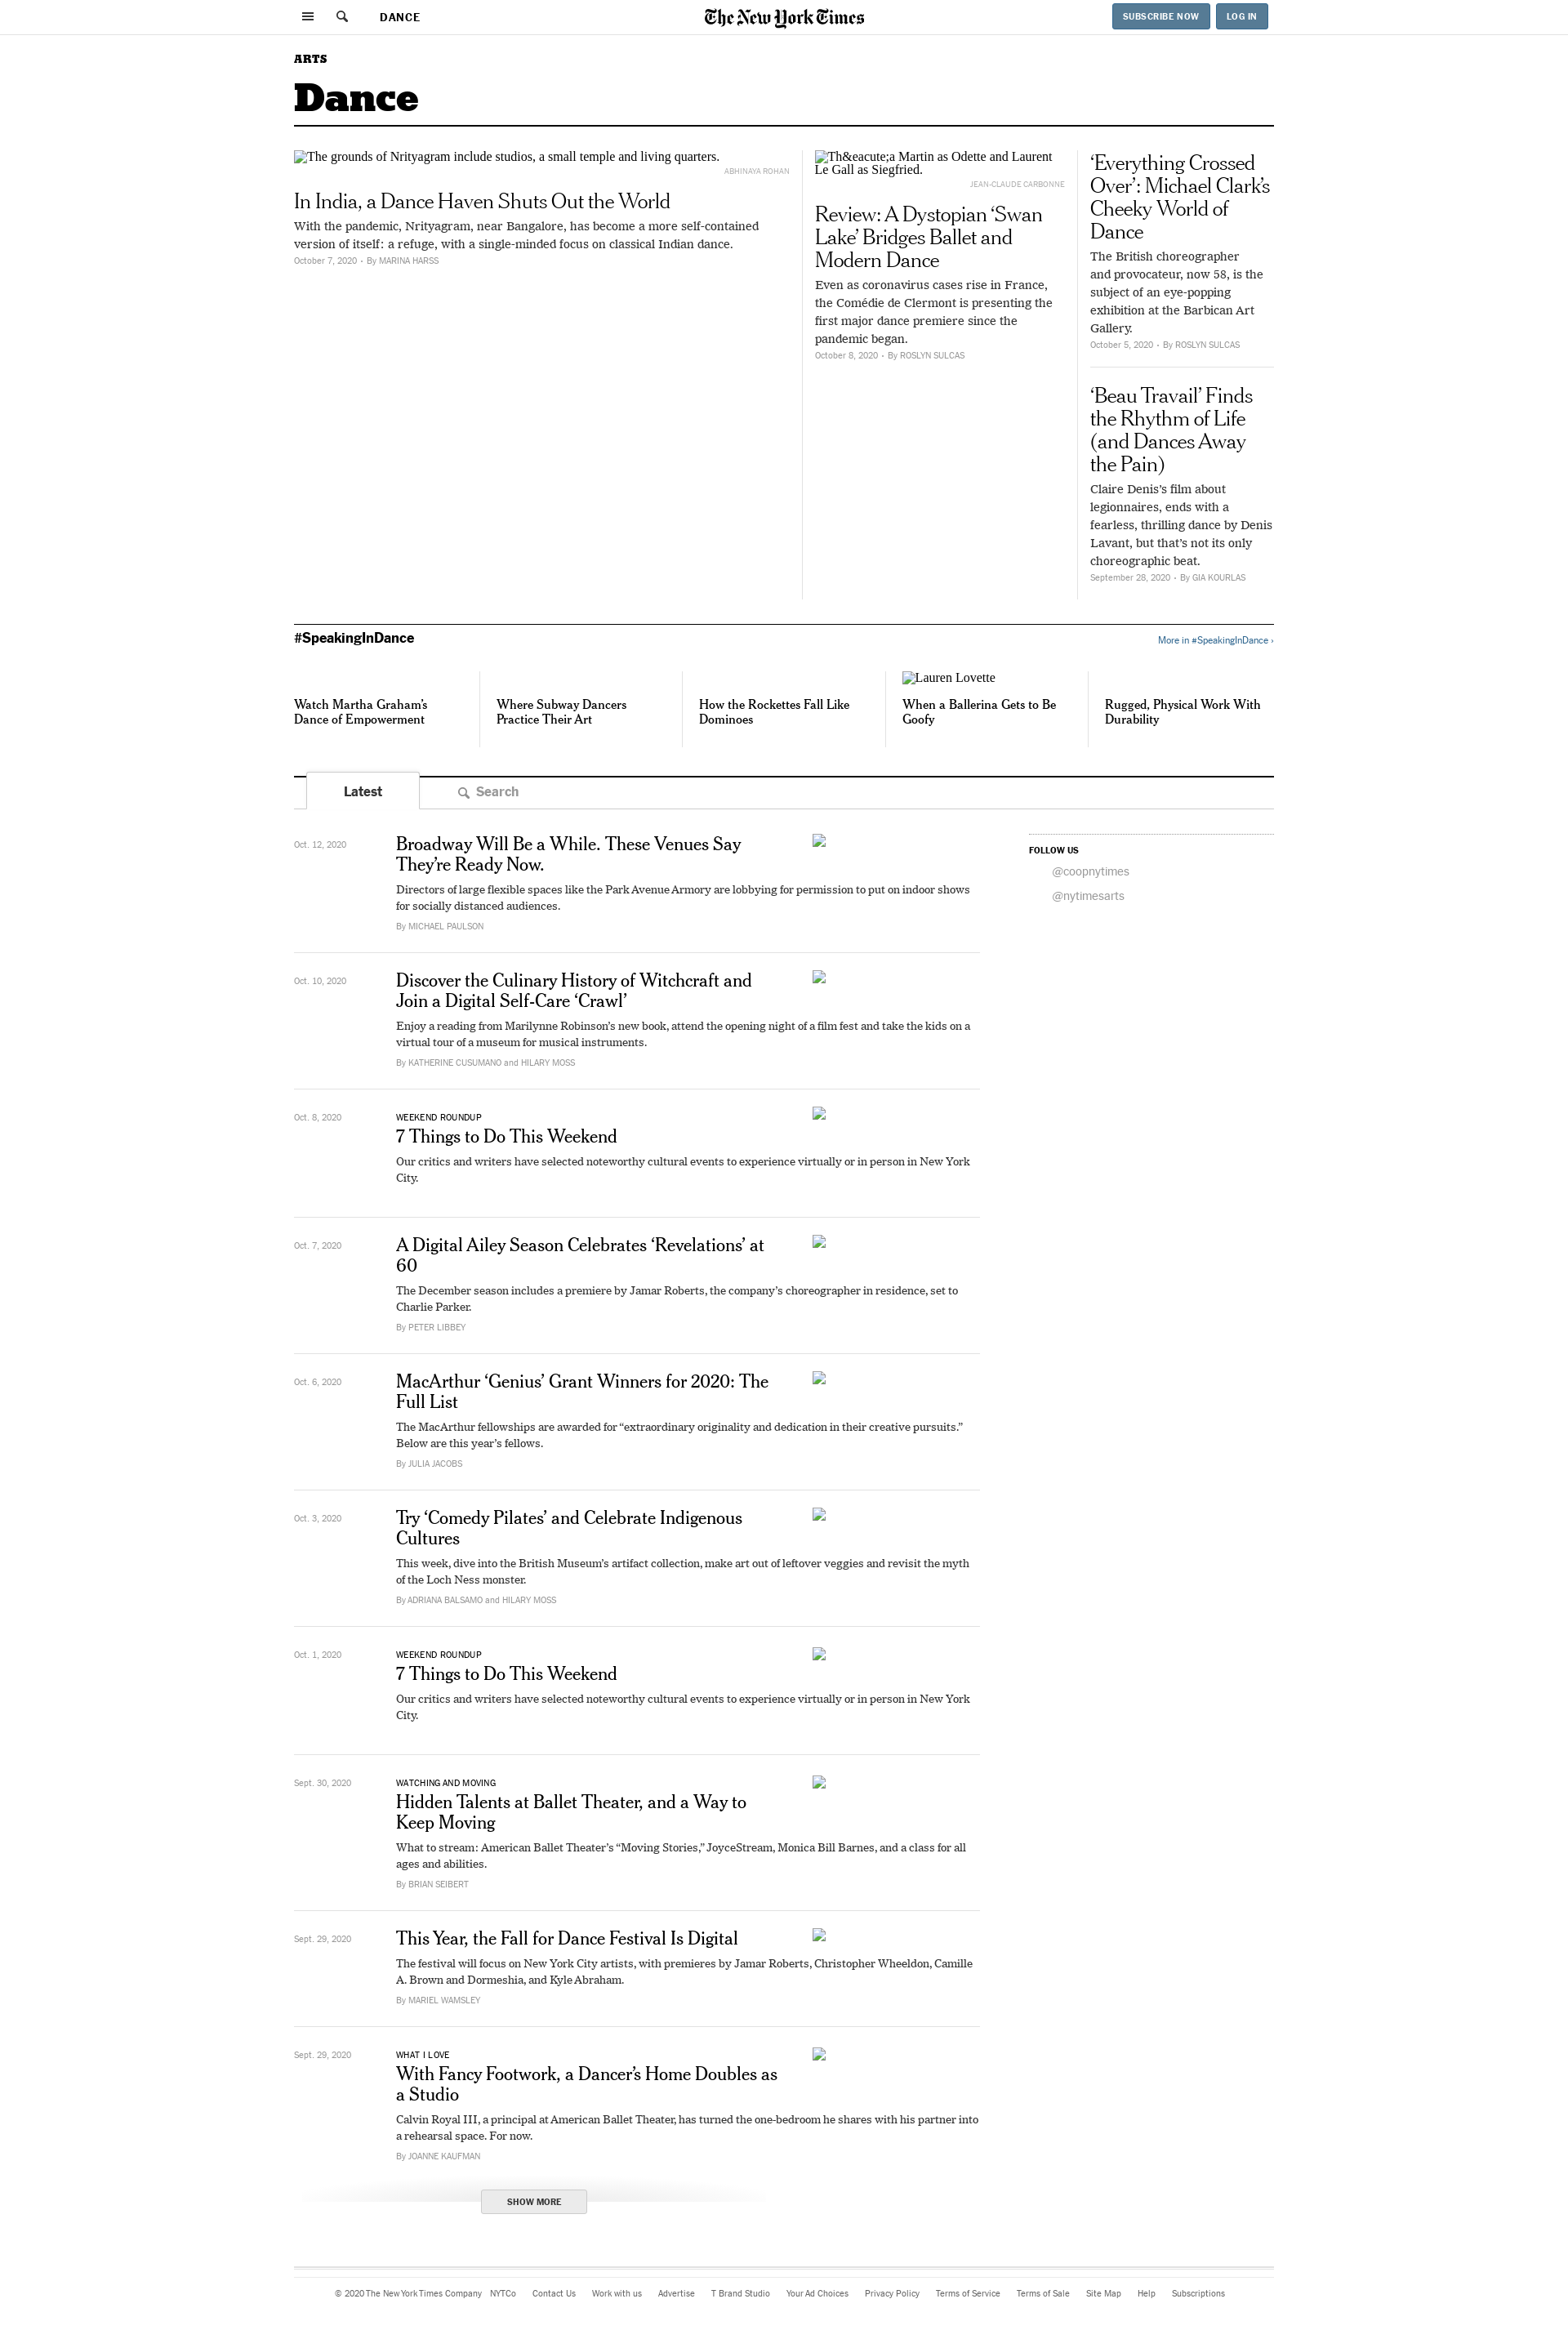 DANCE
The New York Times
SUBSCRIBE NOW
LOG IN
ARTS
Dance
The grounds of Nrityagram include studios, a small temple and living quarters.
ABHINAYA ROHAN
In India, a Dance Haven Shuts Out the World
With the pandemic, Nrityagram, near Bangalore, has become a more self-contained
version of itself: a refuge, with a single-minded focus on classical Indian dance.
October 7, 2020 • By MARINA HARSS
Th&eacute;a Martin as Odette and Laurent
Le Gall as Siegfried.
JEAN-CLAUDE CARBONNE
Review: A Dystopian ‘Swan
Lake’ Bridges Ballet and
Modern Dance
Even as coronavirus cases rise in France,
the Comédie de Clermont is presenting the
first major dance premiere since the
pandemic began.
October 8, 2020 • By ROSLYN SULCAS
‘Everything Crossed
Over’: Michael Clark’s
Cheeky World of
Dance
The British choreographer
and provocateur, now 58, is the
subject of an eye-popping
exhibition at the Barbican Art
Gallery.
October 5, 2020 • By ROSLYN SULCAS
‘Beau Travail’ Finds
the Rhythm of Life
(and Dances Away
the Pain)
Claire Denis’s film about
legionnaires, ends with a
fearless, thrilling dance by Denis
Lavant, but that’s not its only
choreographic beat.
September 28, 2020 • By GIA KOURLAS
#SpeakingInDance
More in #SpeakingInDance ›
Watch Martha Graham’s
Dance of Empowerment
Where Subway Dancers
Practice Their Art
How the Rockettes Fall Like
Dominoes
Lauren Lovette
When a Ballerina Gets to Be
Goofy
Rugged, Physical Work With
Durability
Latest
Search
Oct. 12, 2020
Broadway Will Be a While. These Venues Say
They’re Ready Now.
Directors of large flexible spaces like the Park Avenue Armory are lobbying for permission to put on indoor shows
for socially distanced audiences.
By MICHAEL PAULSON
FOLLOW US
@coopnytimes
@nytimesarts
Oct. 10, 2020
Discover the Culinary History of Witchcraft and
Join a Digital Self-Care ‘Crawl’
Enjoy a reading from Marilynne Robinson’s new book, attend the opening night of a film fest and take the kids on a
virtual tour of a museum for musical instruments.
By KATHERINE CUSUMANO and HILARY MOSS
Oct. 8, 2020
WEEKEND ROUNDUP
7 Things to Do This Weekend
Our critics and writers have selected noteworthy cultural events to experience virtually or in person in New York
City.
Oct. 7, 2020
A Digital Ailey Season Celebrates ‘Revelations’ at
60
The December season includes a premiere by Jamar Roberts, the company’s choreographer in residence, set to
Charlie Parker.
By PETER LIBBEY
Oct. 6, 2020
MacArthur ‘Genius’ Grant Winners for 2020: The
Full List
The MacArthur fellowships are awarded for “extraordinary originality and dedication in their creative pursuits.”
Below are this year’s fellows.
By JULIA JACOBS
Oct. 3, 2020
Try ‘Comedy Pilates’ and Celebrate Indigenous
Cultures
This week, dive into the British Museum’s artifact collection, make art out of leftover veggies and revisit the myth
of the Loch Ness monster.
By ADRIANA BALSAMO and HILARY MOSS
Oct. 1, 2020
WEEKEND ROUNDUP
7 Things to Do This Weekend
Our critics and writers have selected noteworthy cultural events to experience virtually or in person in New York
City.
Sept. 30, 2020
WATCHING AND MOVING
Hidden Talents at Ballet Theater, and a Way to
Keep Moving
What to stream: American Ballet Theater’s “Moving Stories,” JoyceStream, Monica Bill Barnes, and a class for all
ages and abilities.
By BRIAN SEIBERT
Sept. 29, 2020
This Year, the Fall for Dance Festival Is Digital
The festival will focus on New York City artists, with premieres by Jamar Roberts, Christopher Wheeldon, Camille
A. Brown and Dormeshia, and Kyle Abraham.
By MARIEL WAMSLEY
Sept. 29, 2020
WHAT I LOVE
With Fancy Footwork, a Dancer’s Home Doubles as
a Studio
Calvin Royal III, a principal at American Ballet Theater, has turned the one-bedroom he shares with his partner into
a rehearsal space. For now.
By JOANNE KAUFMAN
SHOW MORE
© 2020 The New York Times Company NYTCo Contact Us Work with us Advertise T Brand Studio Your Ad Choices Privacy Policy Terms of Service Terms of Sale Site Map Help Subscriptions